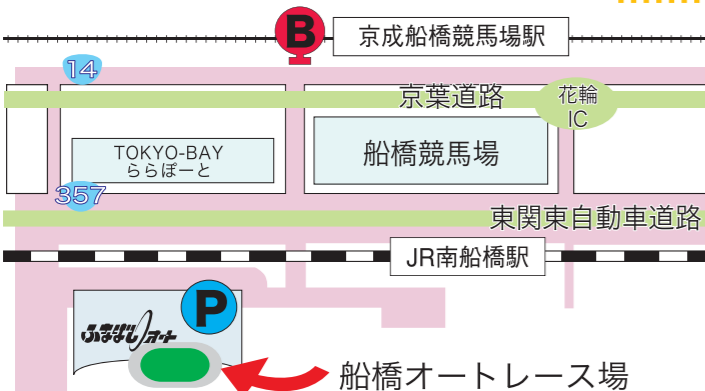 B
京成船橋競馬場駅
14
京葉道路
花輪
IC
TOKYO-BAY
ららぽーと
船橋競馬場
357
東関東自動車道路
JR南船橋駅
P
ふなばしオート
船橋オートレース場